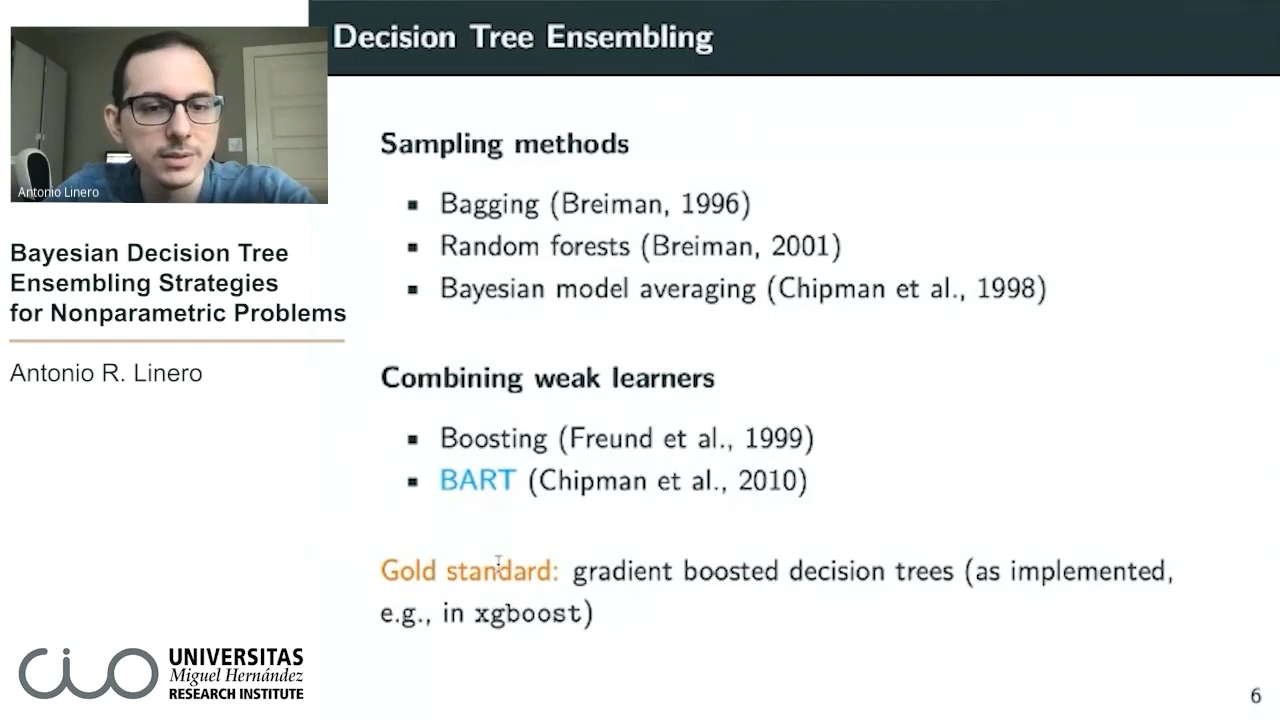 Decision Tree Ensembling
Antonio Linero
Bayesian Decision Tree
Ensembling Strategies
for Nonparametric Problems
Antonio R. Linero
Sampling methods
▪ Bagging (Breiman, 1996)
▪ Random forests (Breiman, 2001)
▪ Bayesian model averaging (Chipman et al., 1998)
Combining weak learners
▪ Boosting (Freund et al., 1999)
▪ BART (Chipman et al., 2010)
Gold standard: gradient boosted decision trees (as implemented,
e.g., in xgboost)
CIO
UNIVERSITAS
Miguel Hernández
RESEARCH INSTITUTE
6